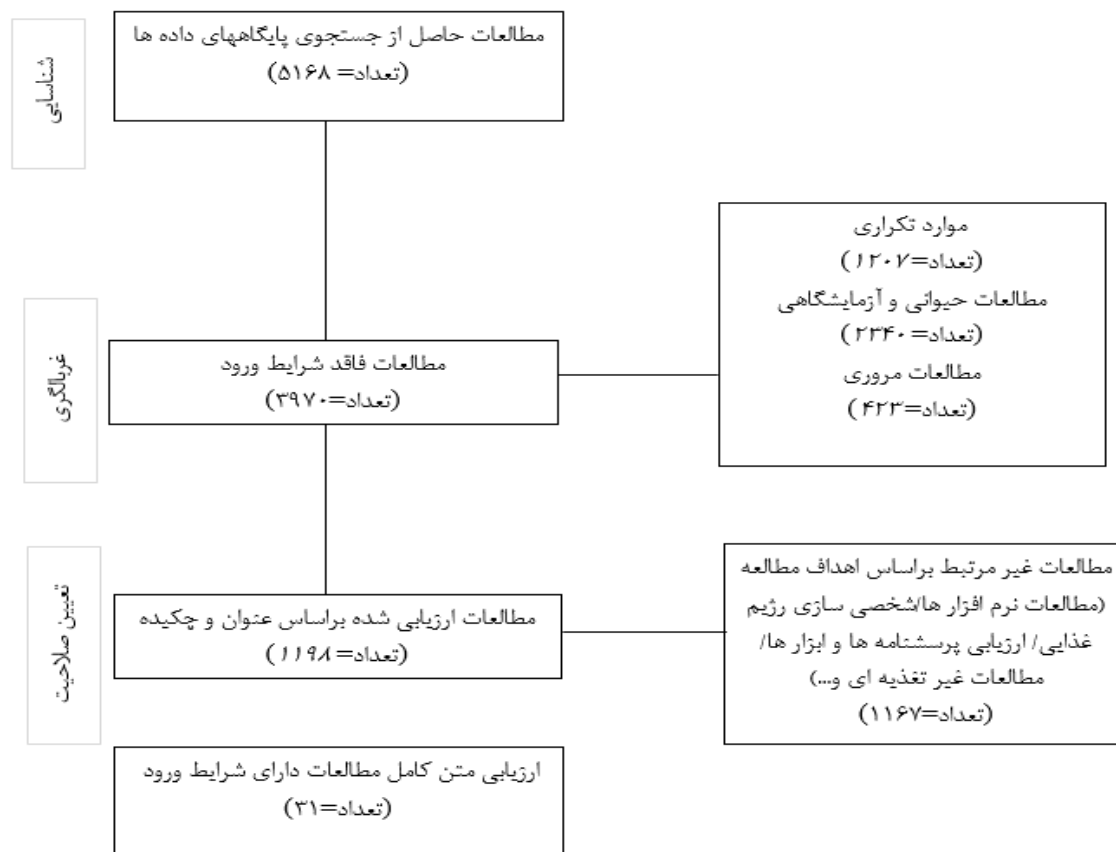 شناسایی
مطالعات حاصل از جستجوی پایگاههای داده ها
(تعداد= ۵۱۶۸)
موارد تکراری
(تعداد=۱۲۰۷)
مطالعات حیوانی و آزمایشگاهی
(تعداد=۲۳۴۰)
مطالعات مروری
(تعداد=۴۲۳)
غربالگری
مطالعات فاقد شرایط ورود
(تعداد=۳۹۷۰)
مطالعات غیر مرتبط براساس اهداف مطالعه
(مطالعات نرم افزار ها/شخصی سازی رژیم
غذایی/ ارزیابی پرسشنامه ها و ابزار ها/
مطالعات غیر تغذیه ای و...)
(تعداد=۱۱۶۷)
تعیین صلاحیت
مطالعات ارزیابی شده براساس عنوان و چکیده
(تعداد=۱۱۹۸)
ارزیابی متن کامل مطالعات دارای شرایط ورود
(تعداد=۳۱)